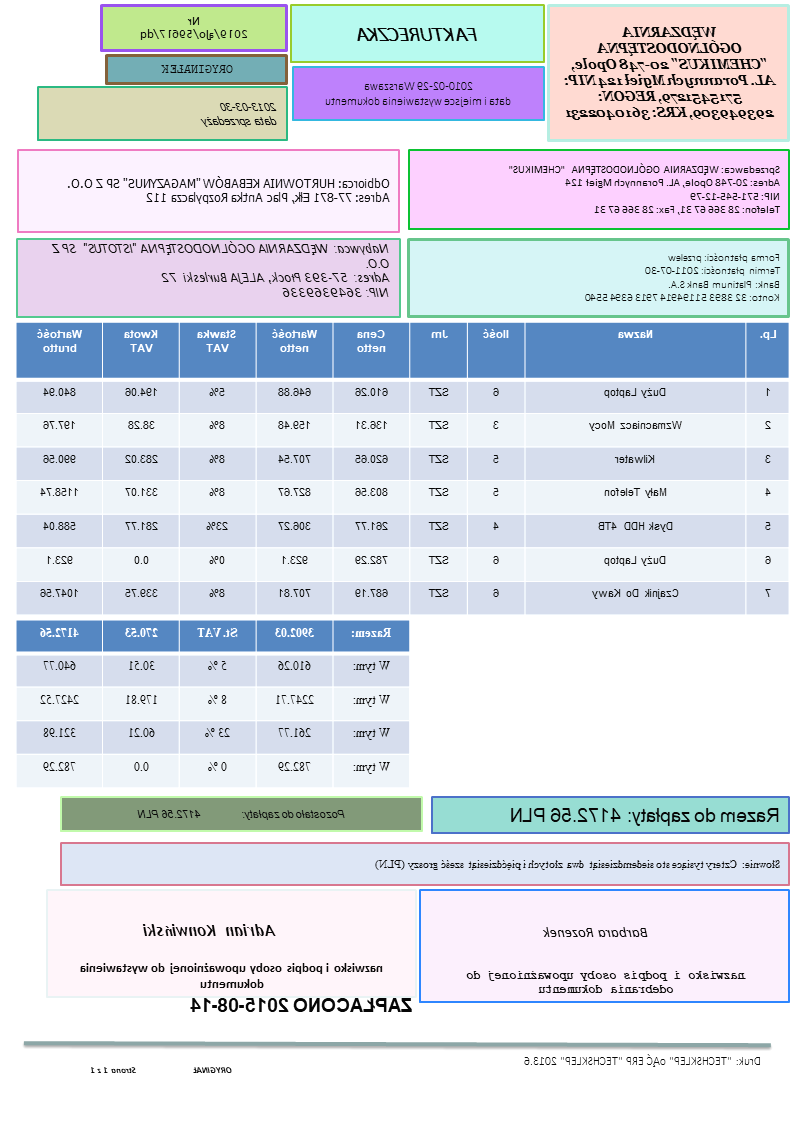 WĘDZARNIA
OGÓLNODOSTĘPNA
"CHEMIKUS" 20-748 Opole,
AL. Porannych Mgieł 124 NIP:
5715451279, REGON:
293949309, KRS: 3610402231
FAKTURECZKA
2010-02-29 Warszawa
data i miejsce wystawienia dokumentu
Nr
2019/ajlo/59617/dq
ORYGINAŁEK
2013-03-30
data sprzedaży
Sprzedawca: WĘDZARNIA OGÓLNODOSTĘPNA "CHEMIKUS"
Adres: 20-748 Opole, AL. Porannych Mgieł 124
NIP: 571-545-12-79
Telefon: 28 366 67 31, Fax: 28 366 67 31
Odbiorca: HURTOWNIA KEBABÓW "MAGAZYNUS" SP Z O.O.
Adres: 77-871 Ełk, Plac Antka Rozpylacza 112
Forma płatności: przelew
Termin płatności: 2011-07-30
Bank: Platinum Bank S.A.
Konto: 32 3893 51194914 7913 6394 5540
Nabywca: WĘDZARNIA OGÓLNODOSTĘPNA "ISTOTUS" SP Z
O.O.
Adres: 57-393 Płock, ALEJA Burleski 72
NIP: 3649369336
Lp. Nazwa Ilość Jm Cena netto Wartość netto Stawka VAT Kwota VAT Wartość brutto
1 Duży Laptop 6 SZT 610.26 646.88 5% 194.06 840.94
2 Wzmacniacz Mocy 3 SZT 136.31 159.48 8% 38.28 197.76
3 Kilwater 5 SZT 620.65 707.54 8% 283.02 990.56
4 Mały Telefon 5 SZT 803.56 827.67 8% 331.07 1158.74
5 Dysk HDD 4TB 4 SZT 261.77 306.27 23% 281.77 588.04
6 Duży Laptop 6 SZT 782.29 923.1 0% 0.0 923.1
7 Czajnik Do Kawy 6 SZT 687.19 707.81 8% 339.75 1047.56
Razem: 3902.03 St.VAT 270.53 4172.56
W tym: 610.26 5 % 30.51 640.77
W tym: 2247.71 8 % 179.81 2427.52
W tym: 261.77 23 % 60.21 321.98
W tym: 782.29 0 % 0.0 782.29
Razem do zapłaty: 4172.56 PLN
Pozostało do zapłaty: 4172.56 PLN
Słownie: Cztery tysiące sto siedemdziesiąt dwa złotych i pięćdziesiąt sześć groszy (PLN)
Barbara Rozenek
nazwisko i podpis osoby upoważnionej do
odebrania dokumentu
Adrian Konwiński
nazwisko i podpis osoby upoważnionej do wystawienia
dokumentu
ZAPŁACONO 2015-08-14
Druk: "TECHSKLEP" oĄĆ ERP "TECHSKLEP" 2013.6
ORYGINAŁ Strona 1 z 1